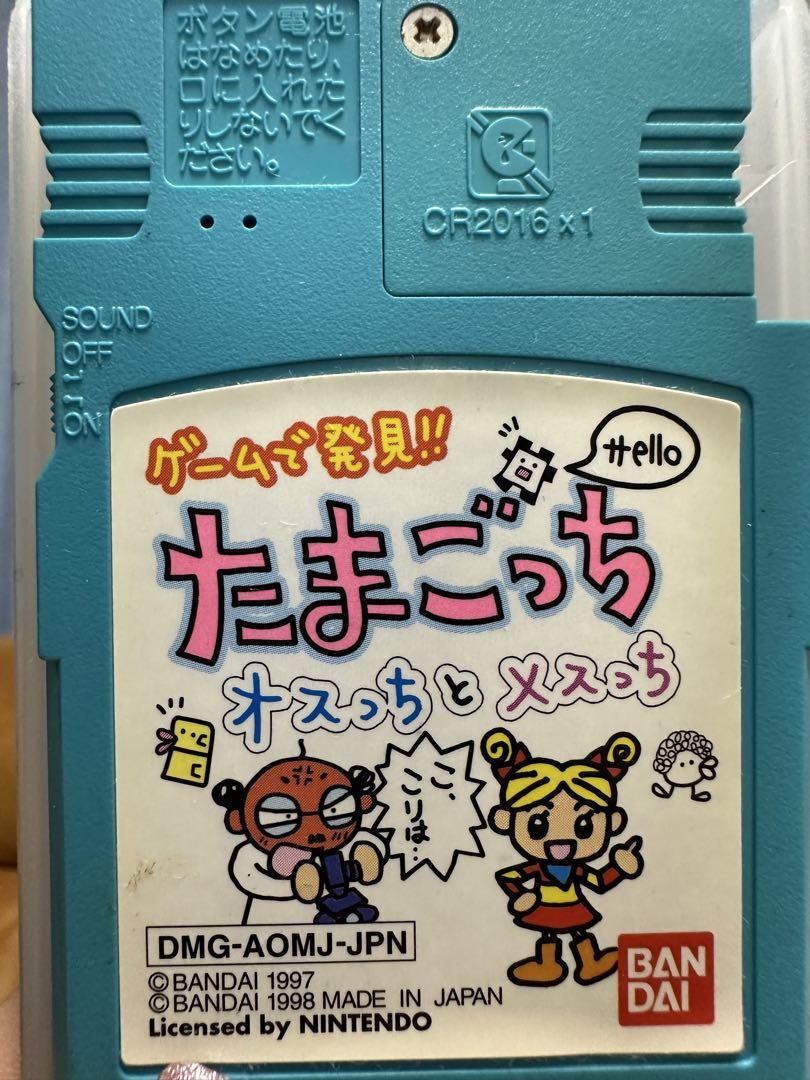 ボタン電池
はなめたり、
口に入れた
りしないでく
ださい。
CR2016 x1
SOUND
OFF
ON
ゲームで発見!!
Hello
たまごっち
オスっちとメスっち
こ、
こりは…
DMG-AOMJ-JPN
©BANDAI 1997
©BANDAI 1998 MADE IN JAPAN
Licensed by NINTENDO
BAN
DAI